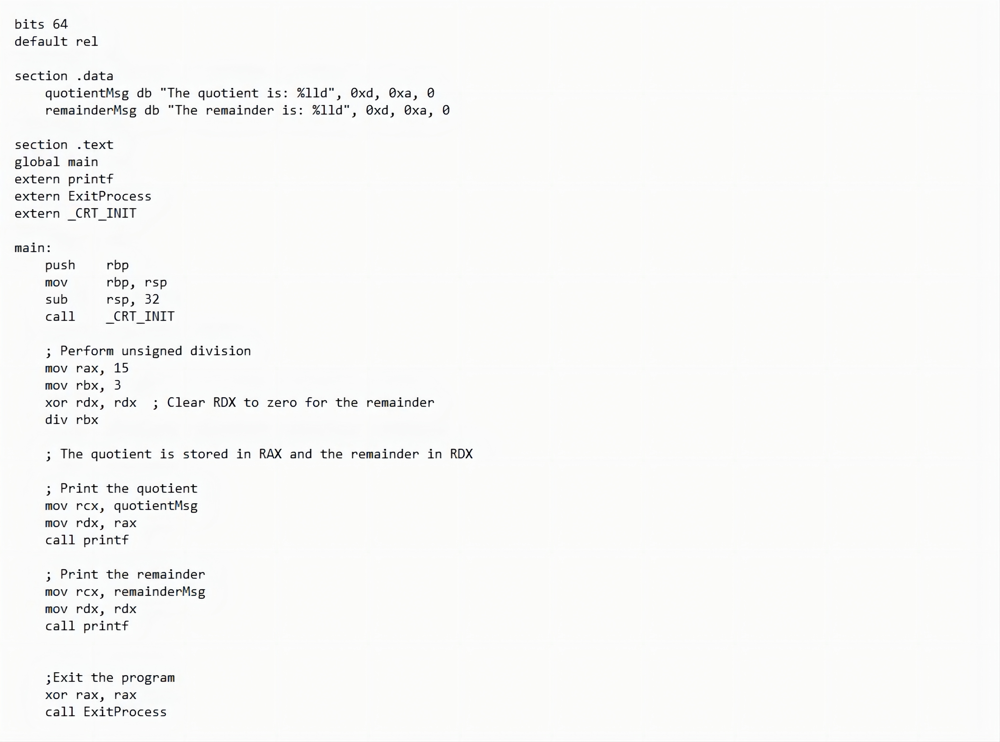 bits 64
default rel
section .data
quotientMsg db "The quotient is: %lld", 0xd, 0xa, 0
remainderMsg db "The remainder is: %lld", 0xd, 0xa, 0
section .text
global main
extern printf
extern ExitProcess
extern _CRT_INIT
main:
push    rbp
mov     rbp, rsp
sub     rsp, 32
call    _CRT_INIT
; Perform unsigned division
mov rax, 15
mov rbx, 3
xor rdx, rdx  ; Clear RDX to zero for the remainder
div rbx
; The quotient is stored in RAX and the remainder in RDX
; Print the quotient
mov rcx, quotientMsg
mov rdx, rax
call printf
; Print the remainder
mov rcx, remainderMsg
mov rdx, rdx
call printf
;Exit the program
xor rax, rax
call ExitProcess